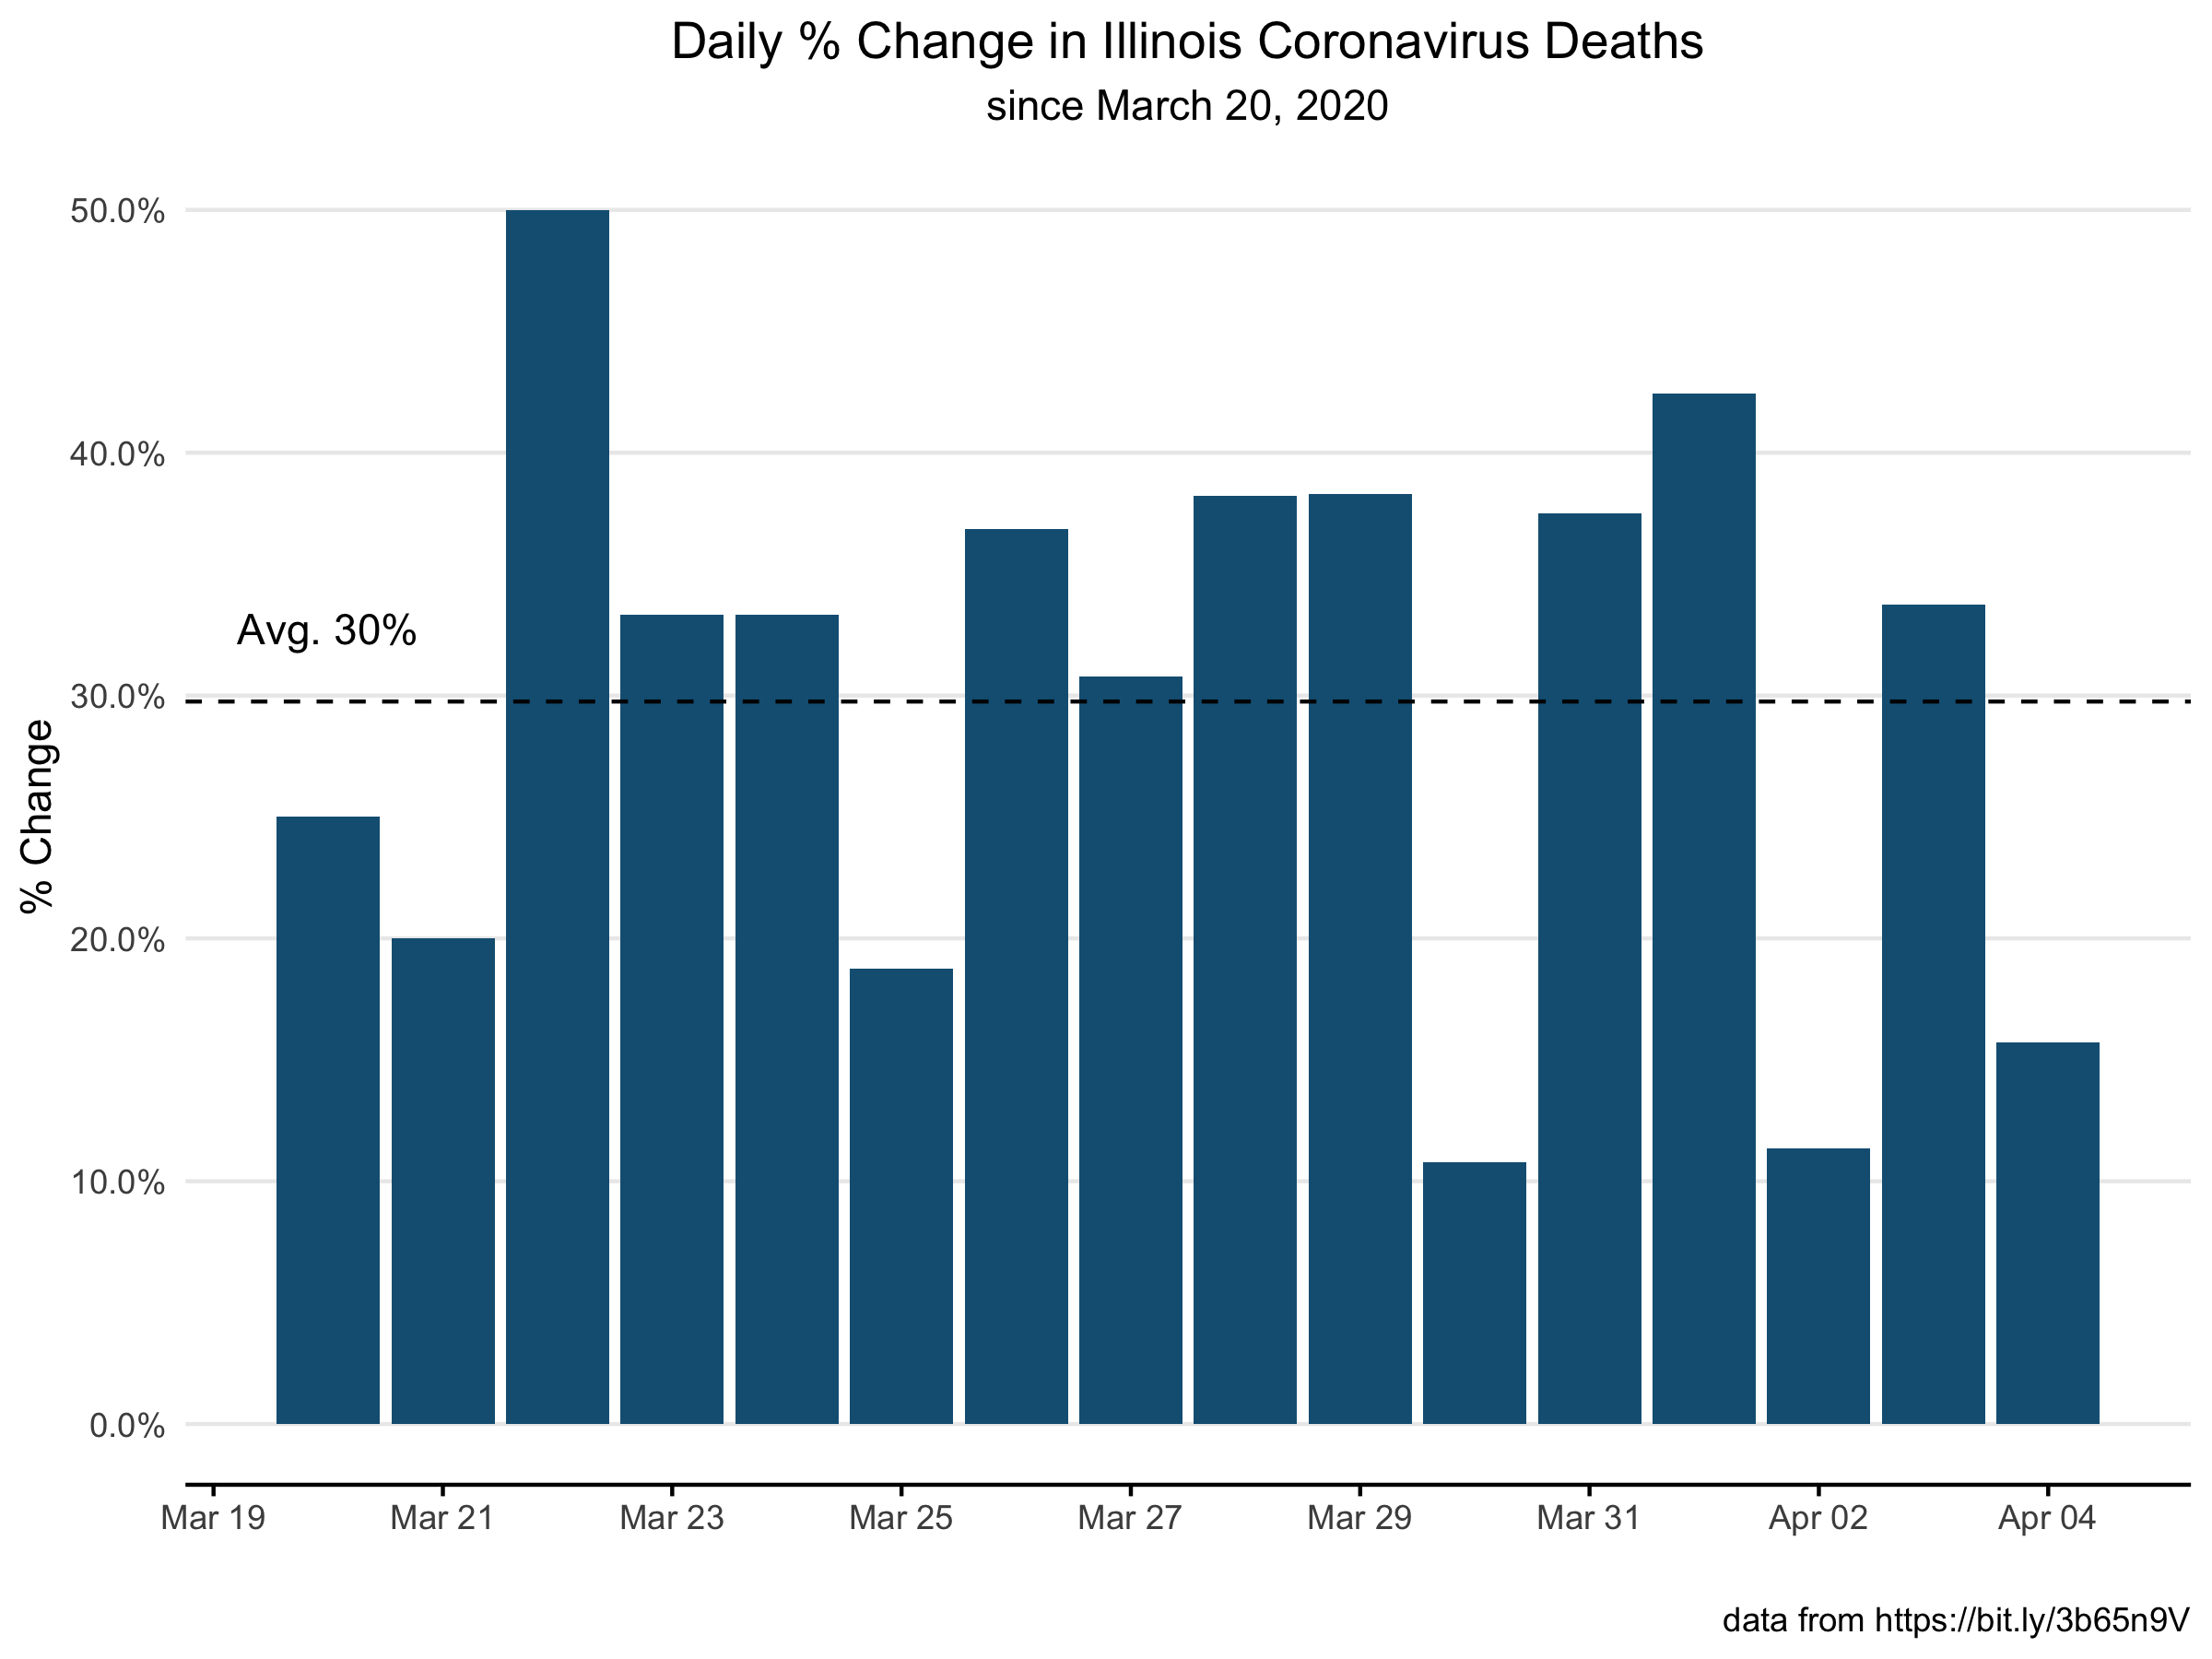 Daily % Change in Illinois Coronavirus Deaths
since March 20, 2020
50.0%
40.0%
Avg. 30%
30.0%
% Change
20.0%
10.0%
0.0%
Mar 19 Mar 21 Mar 23 Mar 25 Mar 27 Mar 29 Mar 31 Apr 02 Apr 04
data from https://bit.ly/3b65n9V